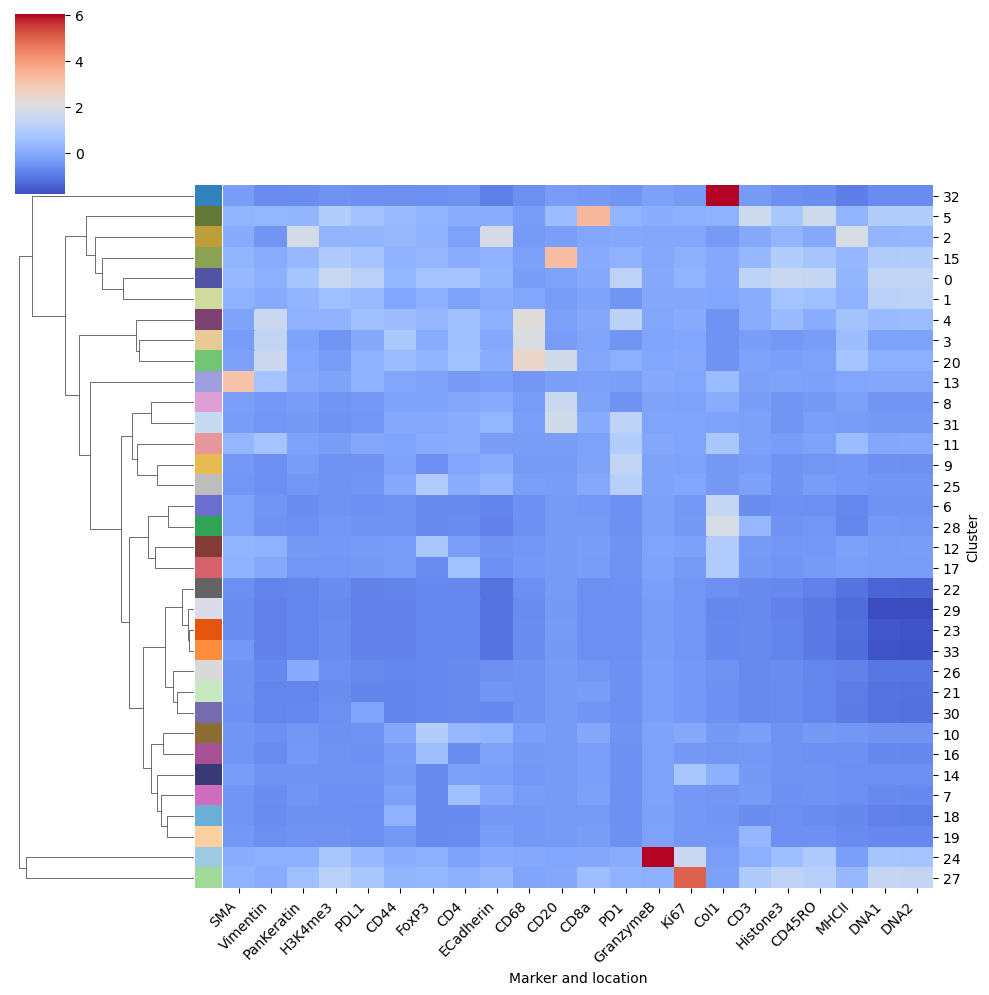 6
4
2
0
32
5
2
15
0
1
4
3
20
13
8
31
11
9
25
6
28
12
17
22
29
23
33
26
21
30
10
16
14
7
18
19
24
27
Cluster
SMA
Vimentin
PanKeratin
H3K4me3
PDL1
CD44
FoxP3
CD4
ECadherin
CD68
CD20
CD8a
PD1
GranzymeB
Ki67
Col1
CD3
Histone3
CD45RO
MHCII
DNA1
DNA2
Marker and location